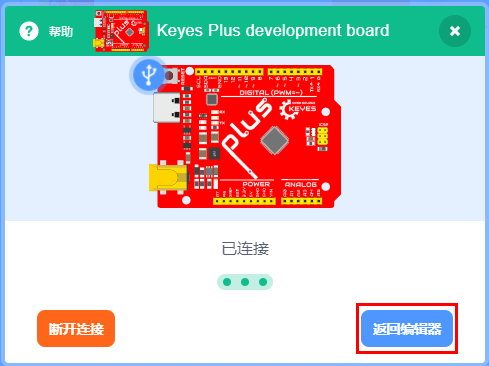 帮助
Keyes Plus development board
DIGITAL (PWM=~)
KEYES
plus
POWER
ANALOG
已连接
断开连接
返回编辑器